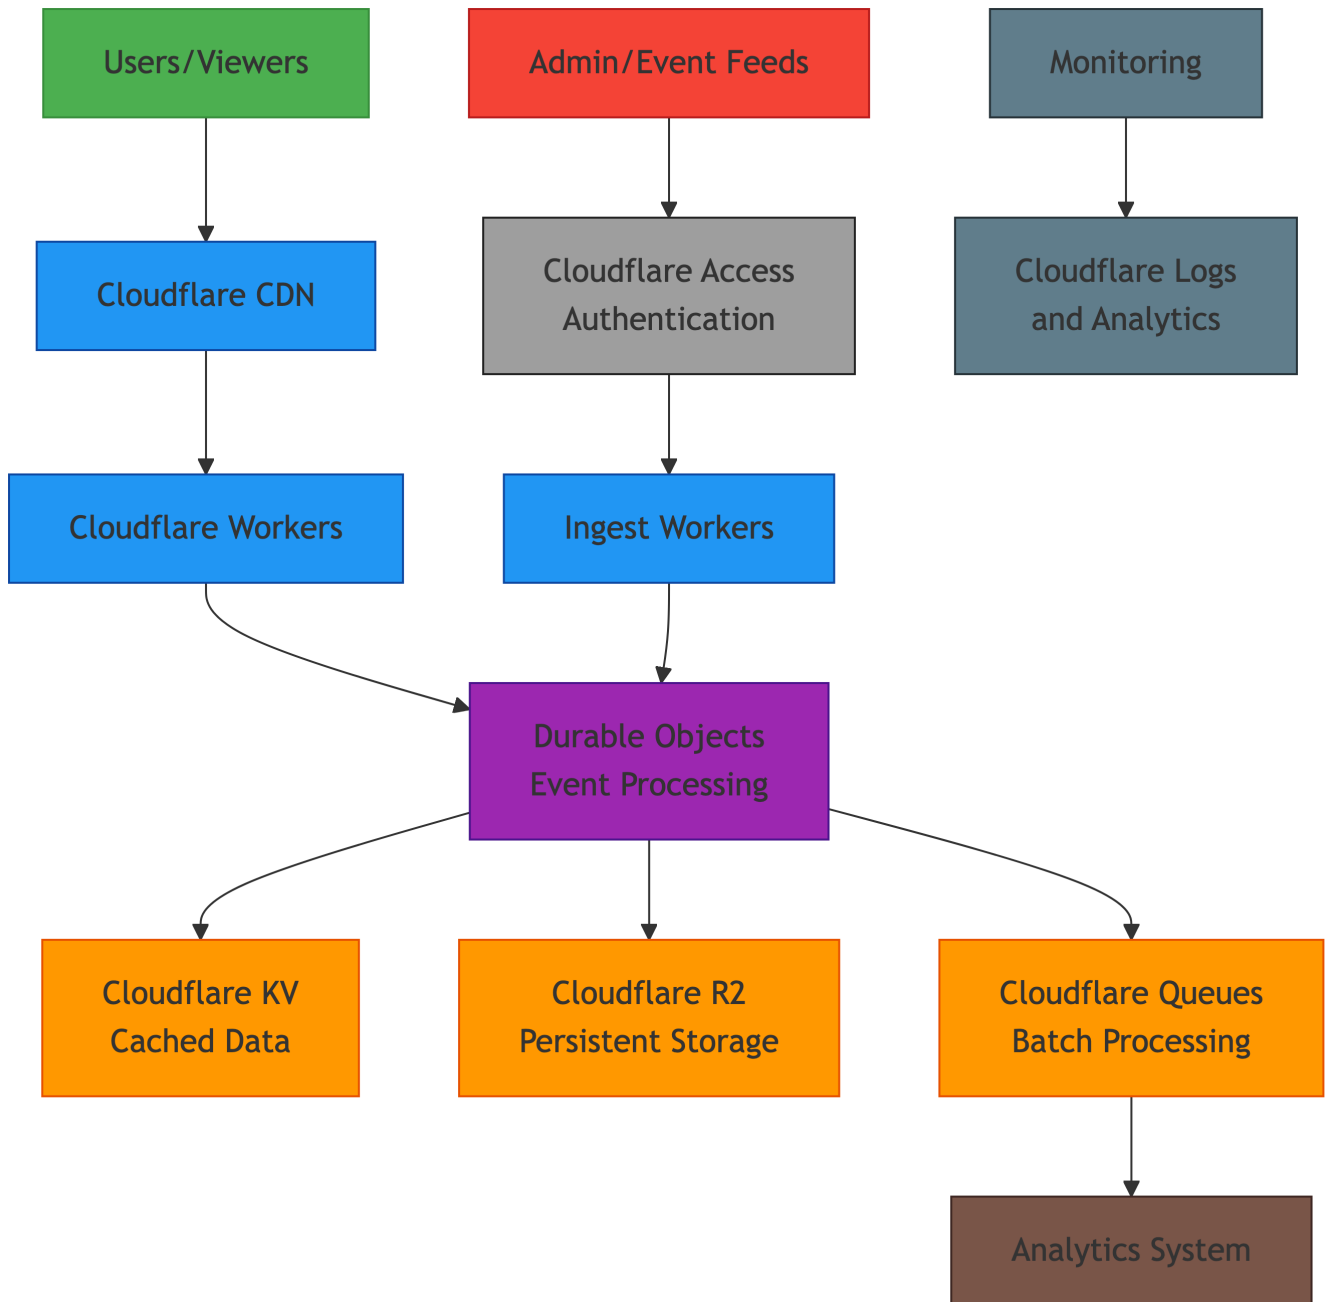 Users/Viewers
Admin/Event Feeds
Monitoring
Cloudflare CDN
Cloudflare Access
Authentication
Cloudflare Logs
and Analytics
Cloudflare Workers
Ingest Workers
Durable Objects
Event Processing
Cloudflare KV
Cached Data
Cloudflare R2
Persistent Storage
Cloudflare Queues
Batch Processing
Analytics System